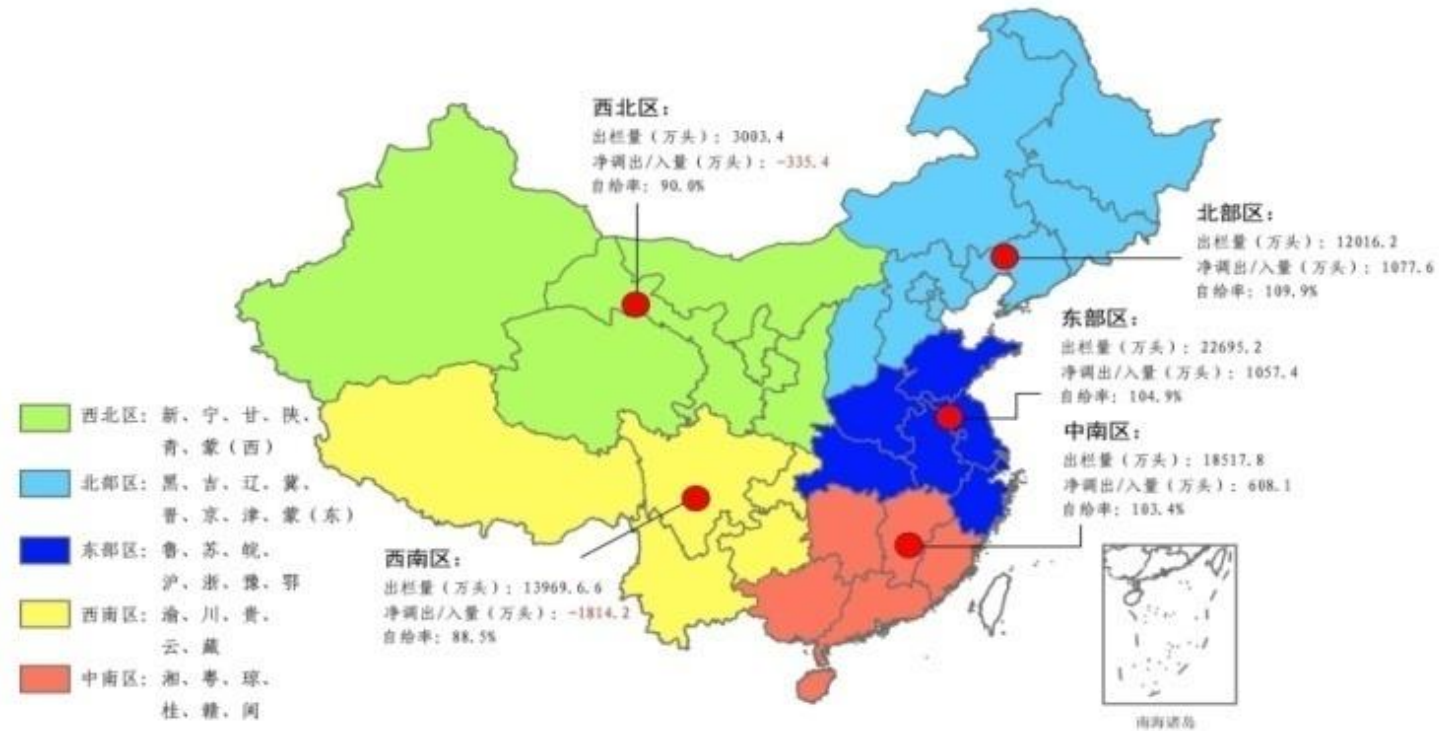 西北区：
出栏量（万头）：3003.4
净调出/入量（万头）：-335.4
自给率：90.0%
北部区：
出栏量（万头）：12016.2
净调出/入量（万头）：1077.6
自给率：109.9%
东部区：
出栏量（万头）：22695.2
净调出/入量（万头）：1057.4
自给率：104.9%
中南区：
出栏量（万头）：18517.8
净调出/入量（万头）：608.1
自给率：103.4%
西南区：
出栏量（万头）：13969.6.6
净调出/入量（万头）：-1814.2
自给率：88.5%
西北区：新、宁、甘、陕、
青、蒙（西）
北部区：黑、吉、辽、冀、
晋、京、津、蒙（东）
东部区：鲁、苏、皖、
沪、浙、豫、鄂
西南区：渝、川、贵、
云、藏
中南区：湘、粤、琼、
桂、赣、闽
南海诸岛